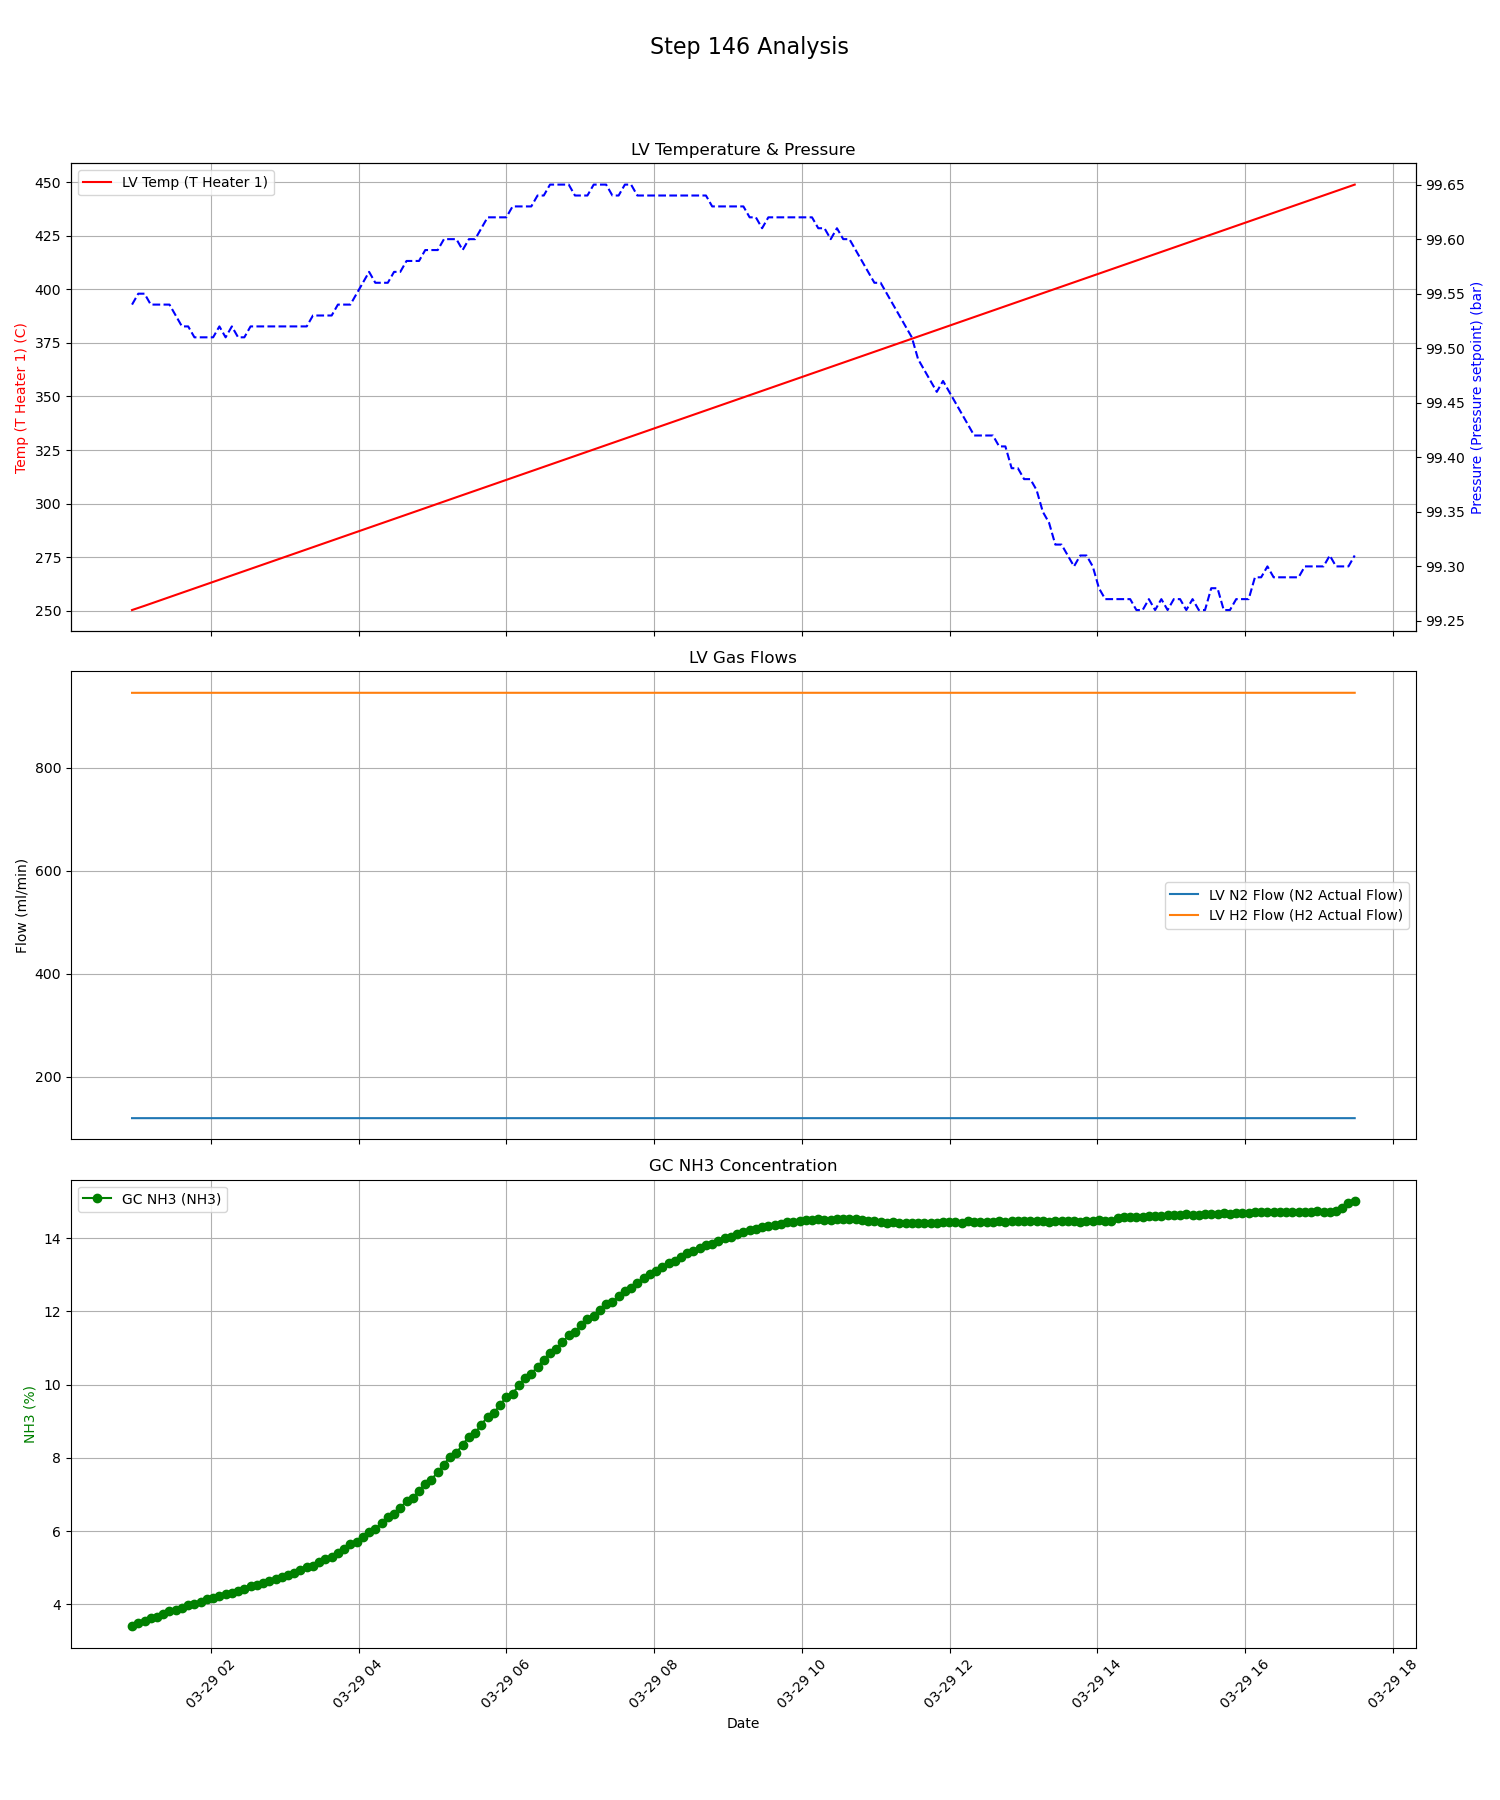 Step 146 Analysis
LV Temperature & Pressure
LV Temp (T Heater 1)
Temp (T Heater 1) (C)
450
425
400
375
350
325
300
275
250
99.65
99.60
99.55
99.50
99.45
99.40
99.35
99.30
99.25
Pressure (Pressure setpoint) (bar)
LV Gas Flows
Flow (ml/min)
800
600
400
200
LV N2 Flow (N2 Actual Flow)
LV H2 Flow (H2 Actual Flow)
GC NH3 Concentration
GC NH3 (NH3)
NH3 (%)
14
12
10
8
6
4
03-29 02
03-29 04
03-29 06
03-29 08
03-29 10
03-29 12
03-29 14
03-29 16
03-29 18
Date